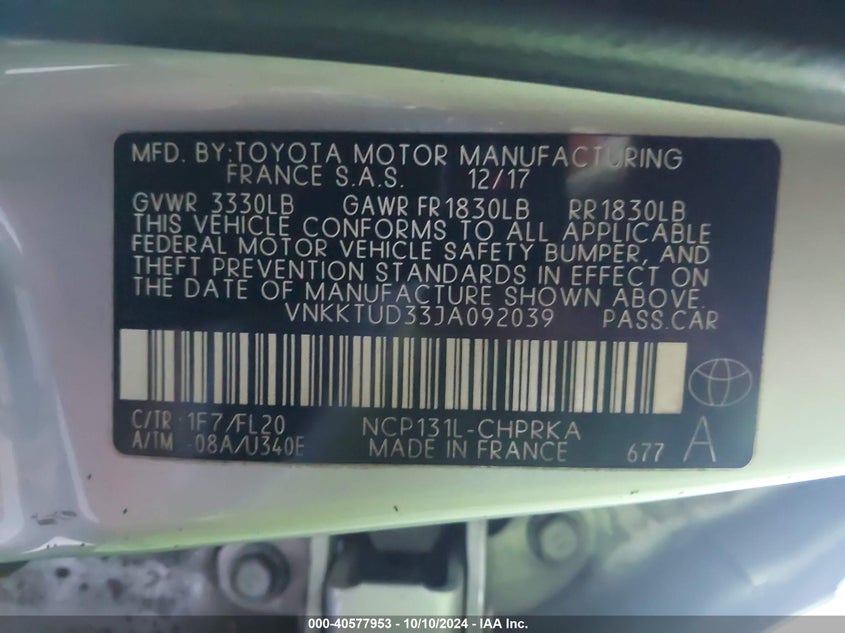 MFD. BY:TOYOTA MOTOR MANUFACTURING
FRANCE S.A.S. 12/17
GVWR 3330LB GAWR FR1830LB RR1830LB
THIS VEHICLE CONFORMS TO ALL APPLICABLE
FEDERAL MOTOR VEHICLE SAFETY BUMPER, AND
THEFT PREVENTION STANDARDS IN EFFECT ON
THE DATE OF MANUFACTURE SHOWN ABOVE.
VNKKTUD33JA092039 PASS.CAR
C/TR : 1F7/FL20 NCP131L-CHPRKA A
A/TM -08A/U340E MADE IN FRANCE 677
000-40577953 - 10/10/2024 - IAA Inc.